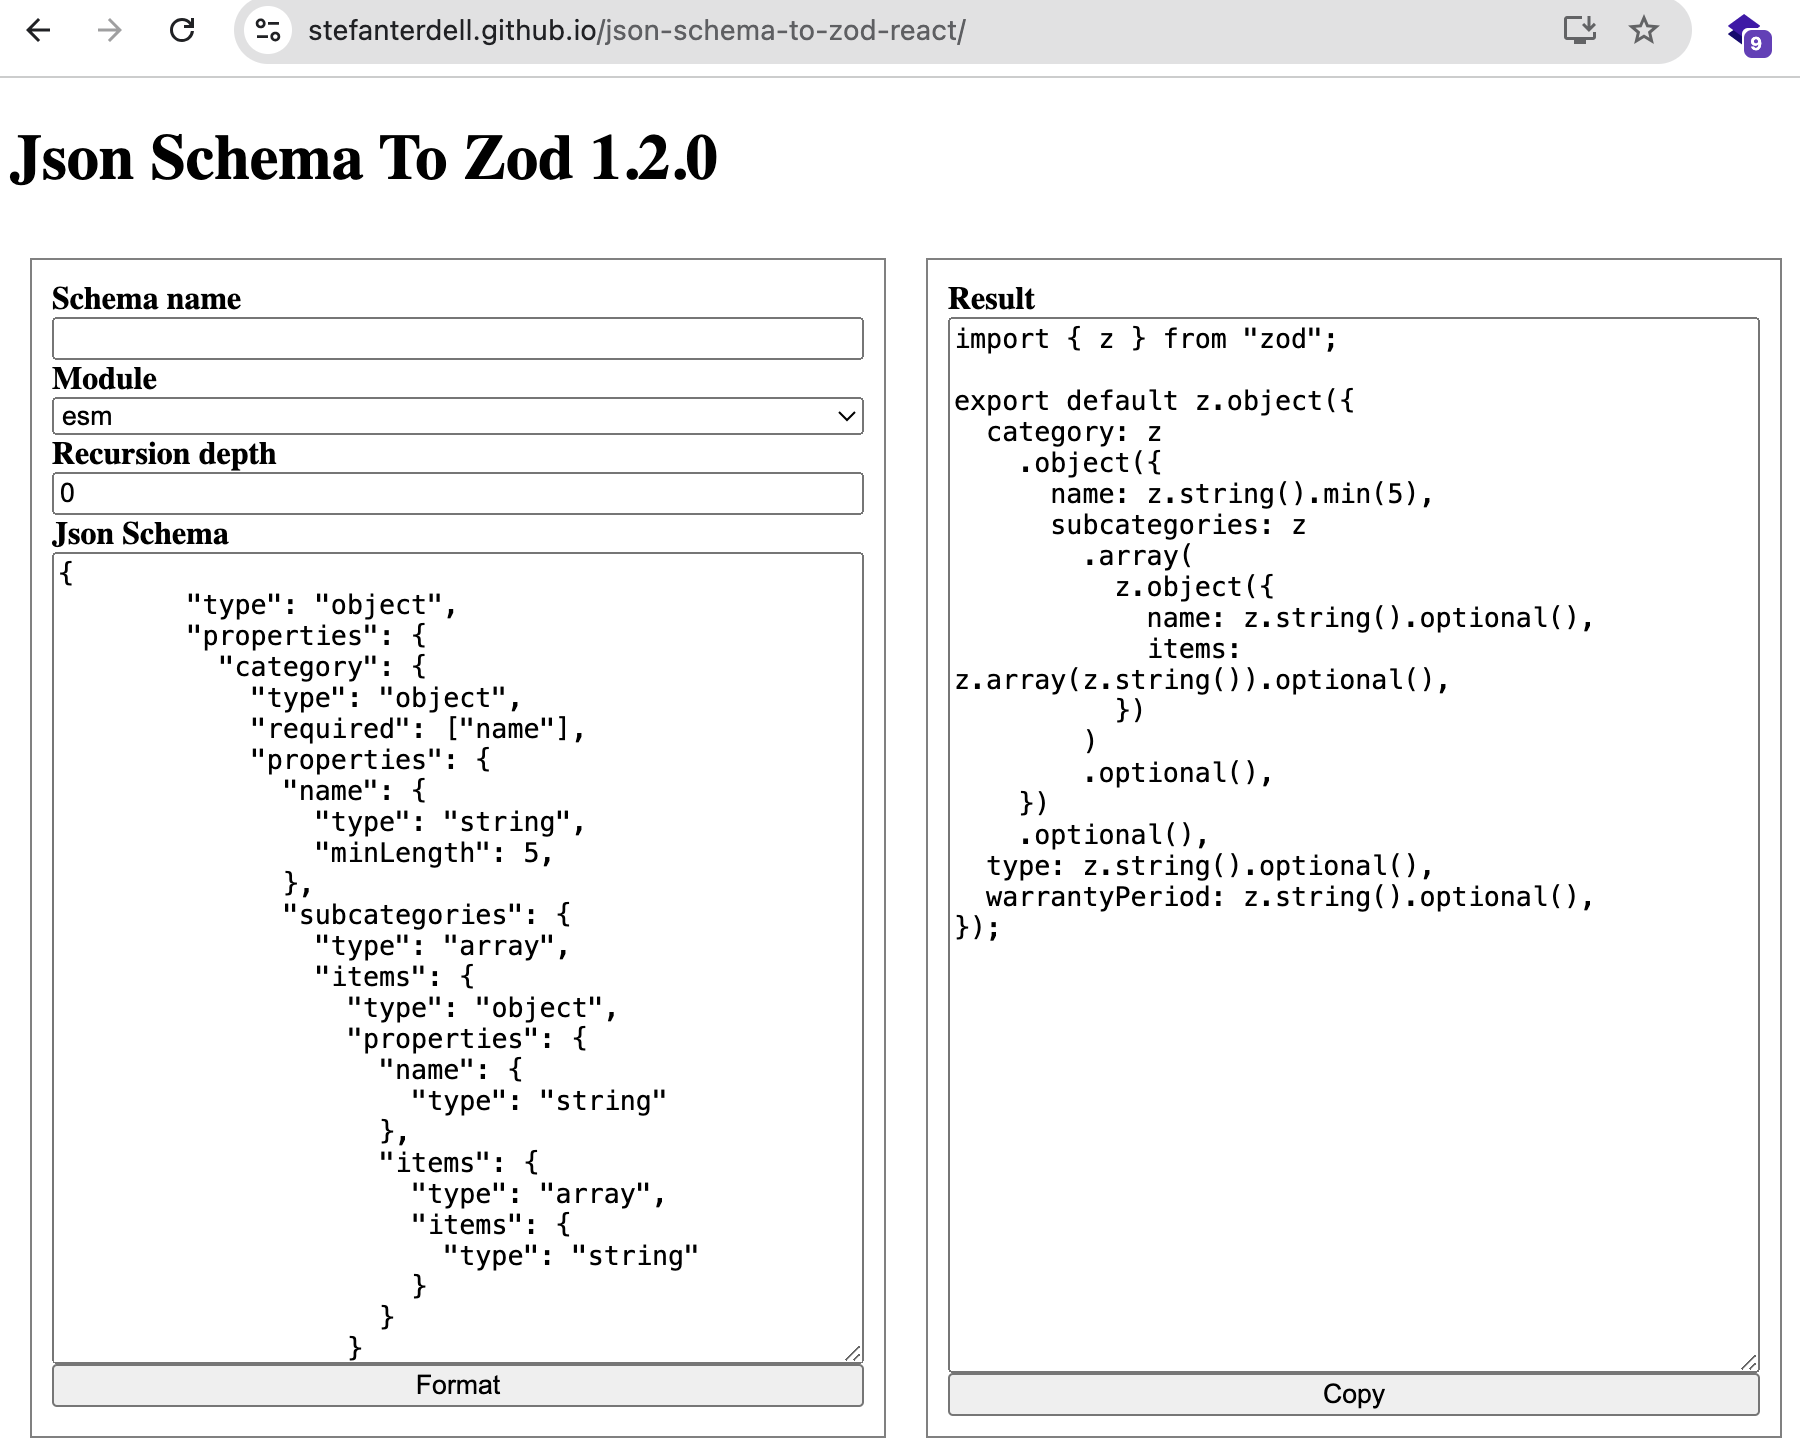 stefanterdell.github.io/json-schema-to-zod-react/
9
Json Schema To Zod 1.2.0
Schema name
Module
esm
Recursion depth
0
Json Schema
{
        "type": "object",
        "properties": {
          "category": {
            "type": "object",
            "required": ["name"],
            "properties": {
              "name": {
                "type": "string",
                "minLength": 5,
              },
              "subcategories": {
                "type": "array",
                "items": {
                  "type": "object",
                  "properties": {
                    "name": {
                      "type": "string"
                    },
                    "items": {
                      "type": "array",
                      "items": {
                        "type": "string"
                      }
                    }
                  }
Format
Result
import { z } from "zod";

export default z.object({
  category: z
    .object({
      name: z.string().min(5),
      subcategories: z
        .array(
          z.object({
            name: z.string().optional(),
            items:
z.array(z.string()).optional(),
          })
        )
        .optional(),
    })
    .optional(),
  type: z.string().optional(),
  warrantyPeriod: z.string().optional(),
});
Copy